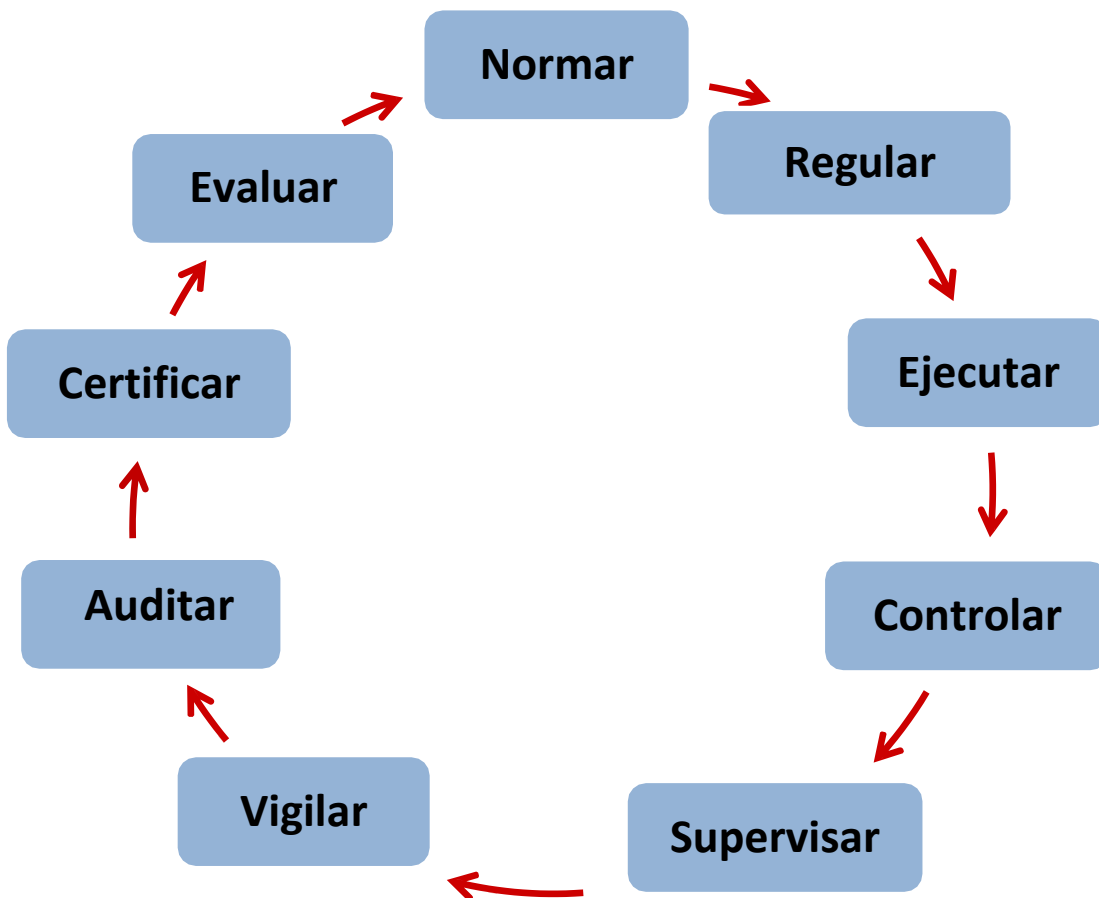 Normar
Regular
Ejecutar
Controlar
Supervisar
Vigilar
Auditar
Certificar
Evaluar